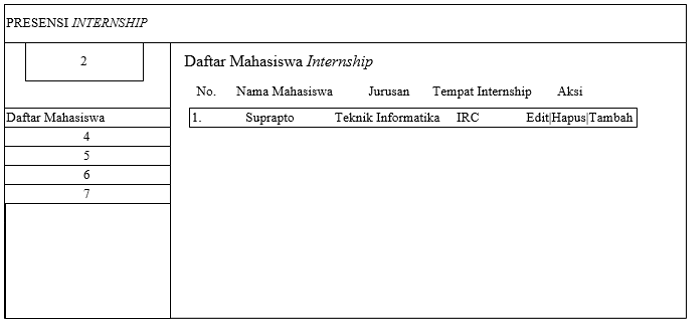 PRESENSI INTERNSHIP
2
Daftar Mahasiswa
4
5
6
7
Daftar Mahasiswa Internship
No. Nama Mahasiswa Jurusan Tempat Internship Aksi
1. Suprapto Teknik Informatika IRC Edit|Hapus|Tambah